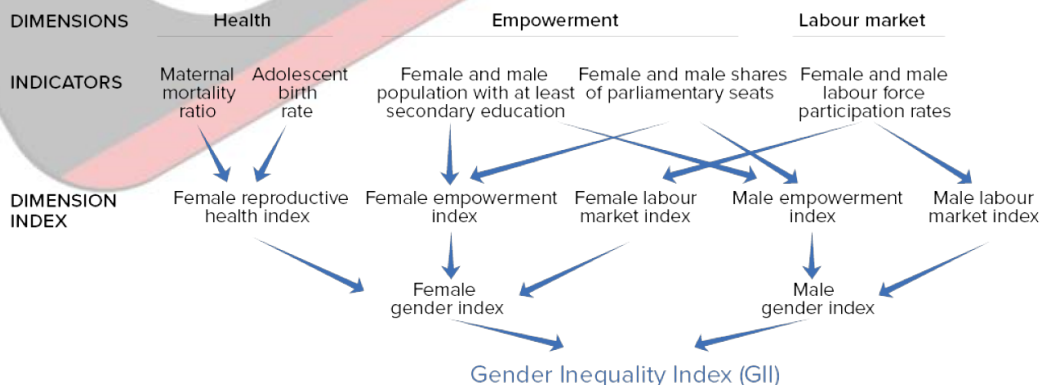 DIMENSIONS Health Empowerment Labour market
INDICATORS
Maternal
mortality
ratio
Adolescent
birth
rate
Female and male
population with at least
secondary education
Female and male shares
of parliamentary seats
Female and male
labour force
participation rates
DIMENSION
INDEX
Female reproductive
health index
Female empowerment
index
Female labour
market index
Male empowerment
index
Male labour
market index
Female
gender index
Male
gender index
Gender Inequality Index (GII)